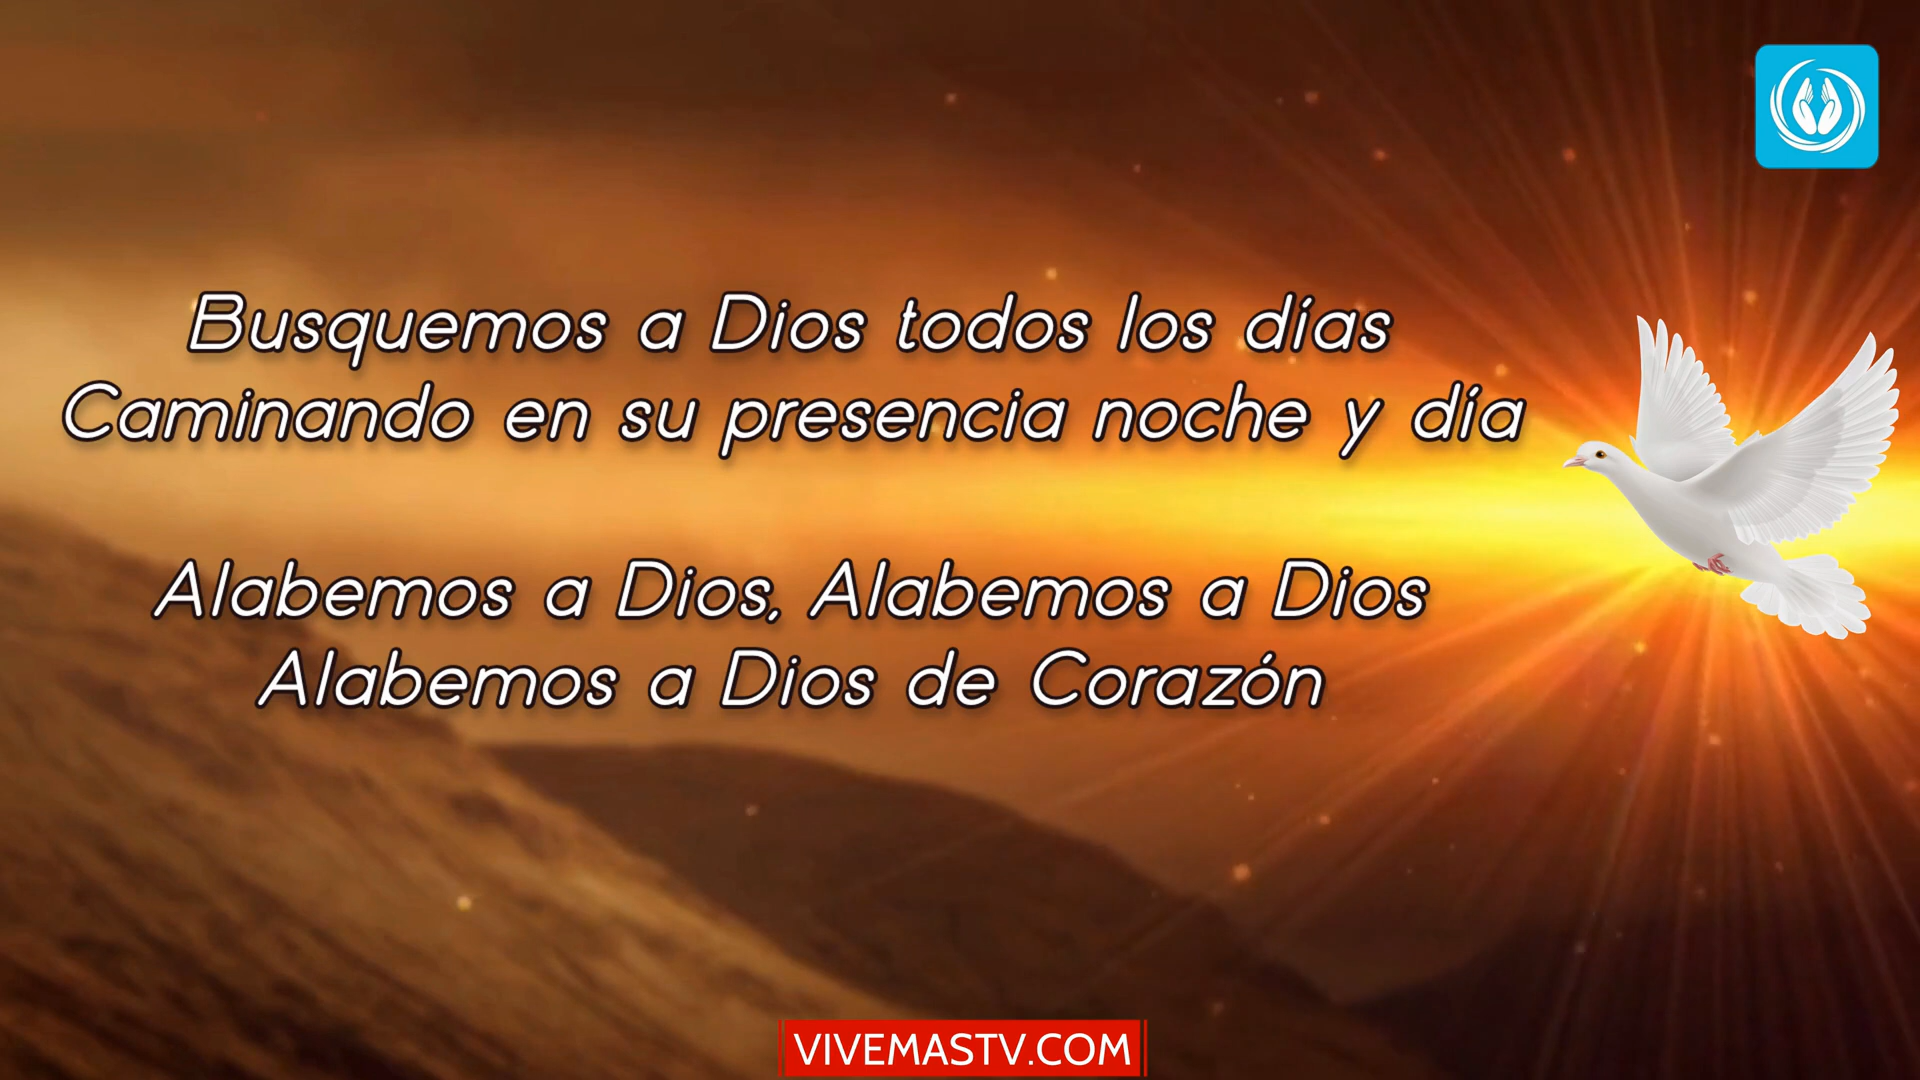 Busquemos a Dios todos los días
Caminando en su presencia noche y día
Alabemos a Dios, Alabemos a Dios
Alabemos a Dios de Corazón
VIVEMASTV.COM